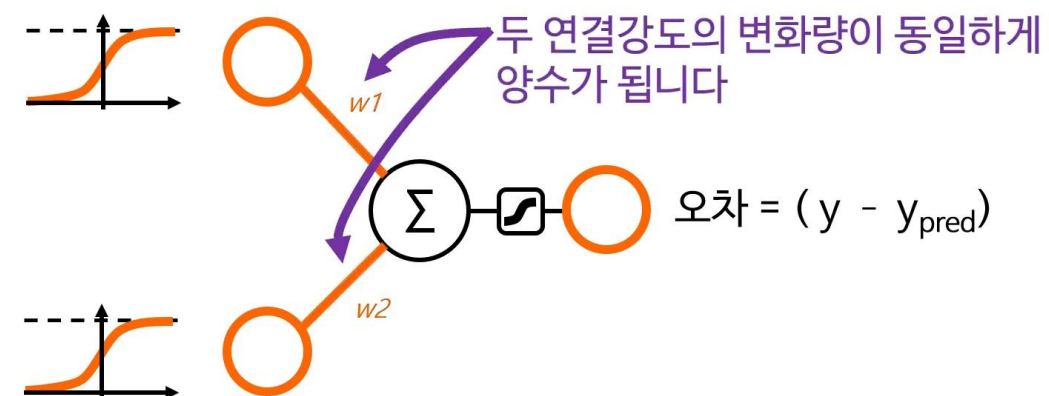 두 연결강도의 변화량이 동일하게
양수가 됩니다
w1
Σ
오차 = ( y - ypred)
w2